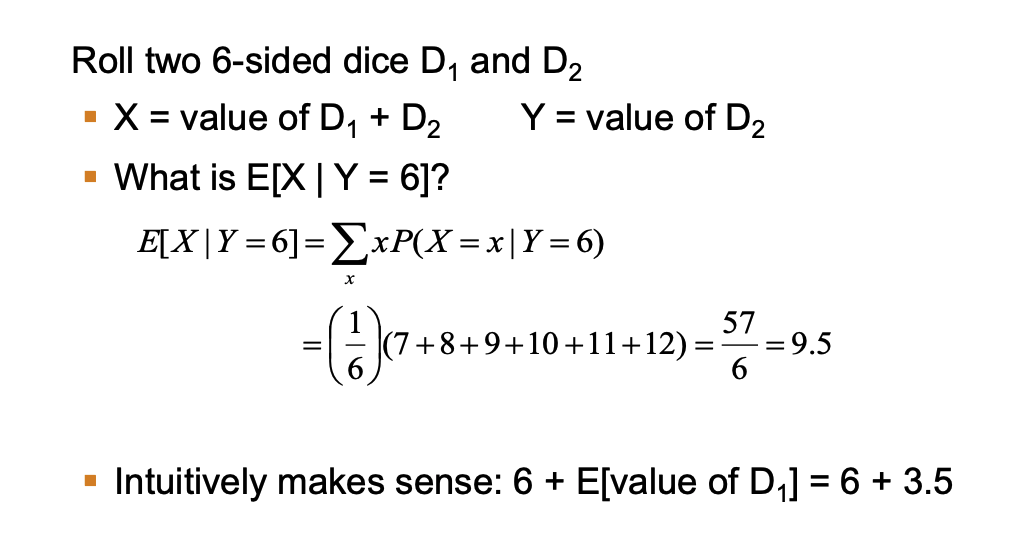 Roll two 6-sided dice D₁ and D₂
▪ X = value of D₁ + D₂ Y = value of D₂
▪ What is E[X | Y = 6]?
E[X | Y = 6] = ∑ₓ xP(X = x | Y = 6)
= (1/6)(7 + 8 + 9 + 10 + 11 + 12) = 57/6 = 9.5
▪ Intuitively makes sense: 6 + E[value of D₁] = 6 + 3.5